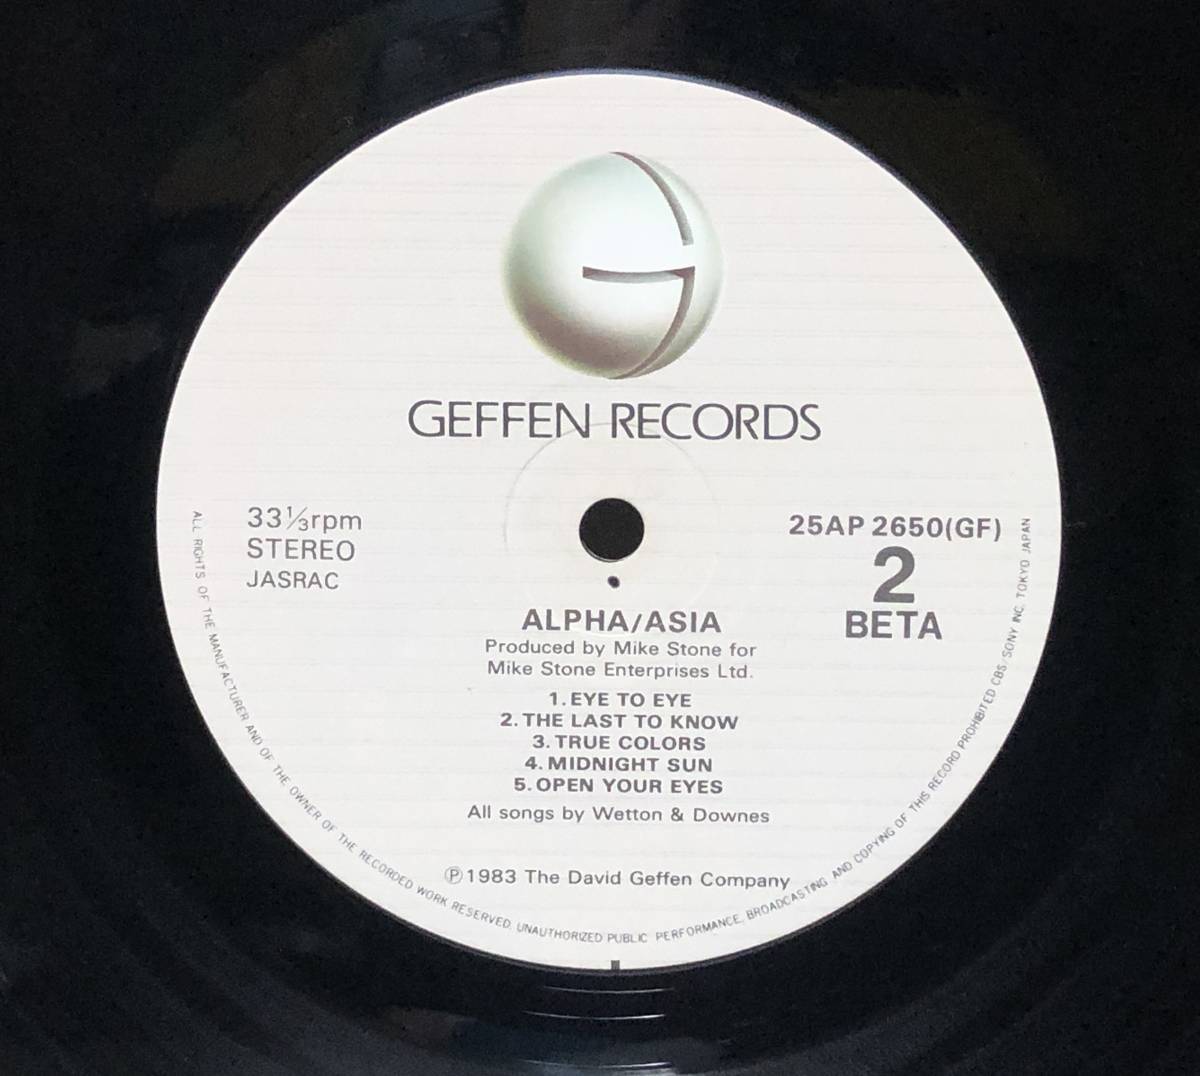 GEFFEN RECORDS
33⅓rpm
STEREO
JASRAC
25AP 2650(GF)
2
BETA
ALPHA/ASIA
Produced by Mike Stone for
Mike Stone Enterprises Ltd.
1. EYE TO EYE
2. THE LAST TO KNOW
3. TRUE COLORS
4. MIDNIGHT SUN
5. OPEN YOUR EYES
All songs by Wetton & Downes
℗1983 The David Geffen Company
ALL RIGHTS OF THE MANUFACTURER AND OF THE OWNER OF THE RECORDED WORK RESERVED. UNAUTHORIZED PUBLIC PERFORMANCE, BROADCASTING AND COPYING OF THIS RECORD PROHIBITED CBS/SONY INC. TOKYO JAPAN